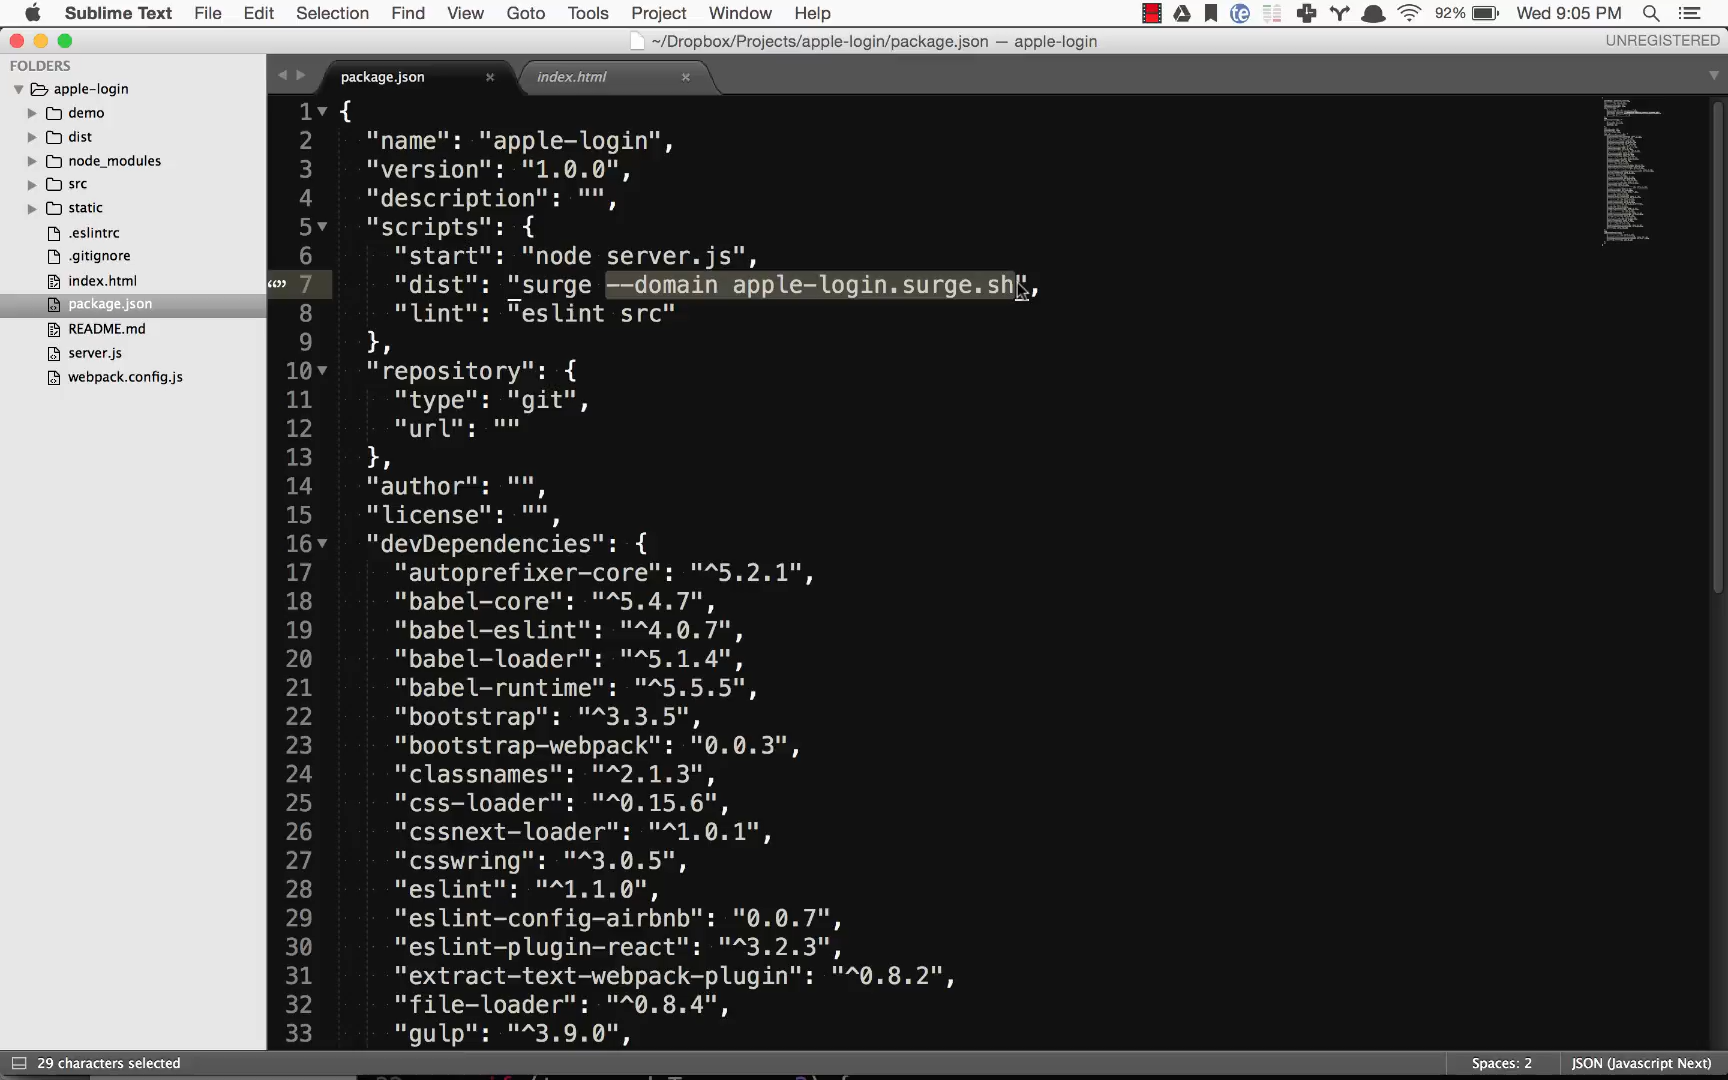 Sublime Text File Edit Selection Find View Goto Tools Project Window Help 92% Wed 9:05 PM
~/Dropbox/Projects/apple-login/package.json — apple-login
UNREGISTERED
FOLDERS
apple-login
demo
dist
node_modules
src
static
.eslintrc
.gitignore
index.html
package.json
README.md
server.js
webpack.config.js
package.json
index.html
1 {
2 "name": "apple-login",
3 "version": "1.0.0",
4 "description": "",
5 "scripts": {
6 "start": "node server.js",
7 "dist": "surge --domain apple-login.surge.sh",
8 "lint": "eslint src"
9 },
10 "repository": {
11 "type": "git",
12 "url": ""
13 },
14 "author": "",
15 "license": "",
16 "devDependencies": {
17 "autoprefixer-core": "^5.2.1",
18 "babel-core": "^5.4.7",
19 "babel-eslint": "^4.0.7",
20 "babel-loader": "^5.1.4",
21 "babel-runtime": "^5.5.5",
22 "bootstrap": "^3.3.5",
23 "bootstrap-webpack": "0.0.3",
24 "classnames": "^2.1.3",
25 "css-loader": "^0.15.6",
26 "cssnext-loader": "^1.0.1",
27 "csswring": "^3.0.5",
28 "eslint": "^1.1.0",
29 "eslint-config-airbnb": "0.0.7",
30 "eslint-plugin-react": "^3.2.3",
31 "extract-text-webpack-plugin": "^0.8.2",
32 "file-loader": "^0.8.4",
33 "gulp": "^3.9.0",
29 characters selected
Spaces: 2
JSON (Javascript Next)